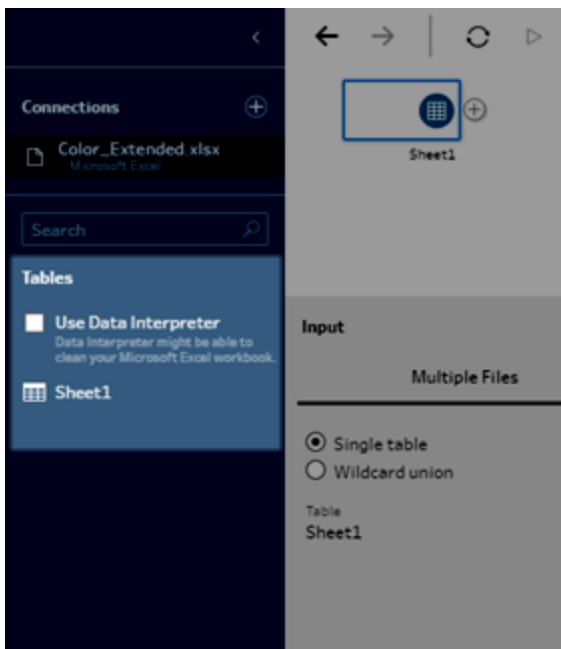 Connections
Color_Extended.xlsx
Microsoft Excel
Search
Tables
Use Data Interpreter
Data Interpreter might be able to
clean your Microsoft Excel workbook.
Sheet1
Sheet1
Input
Multiple Files
Single table
Wildcard union
Table
Sheet1